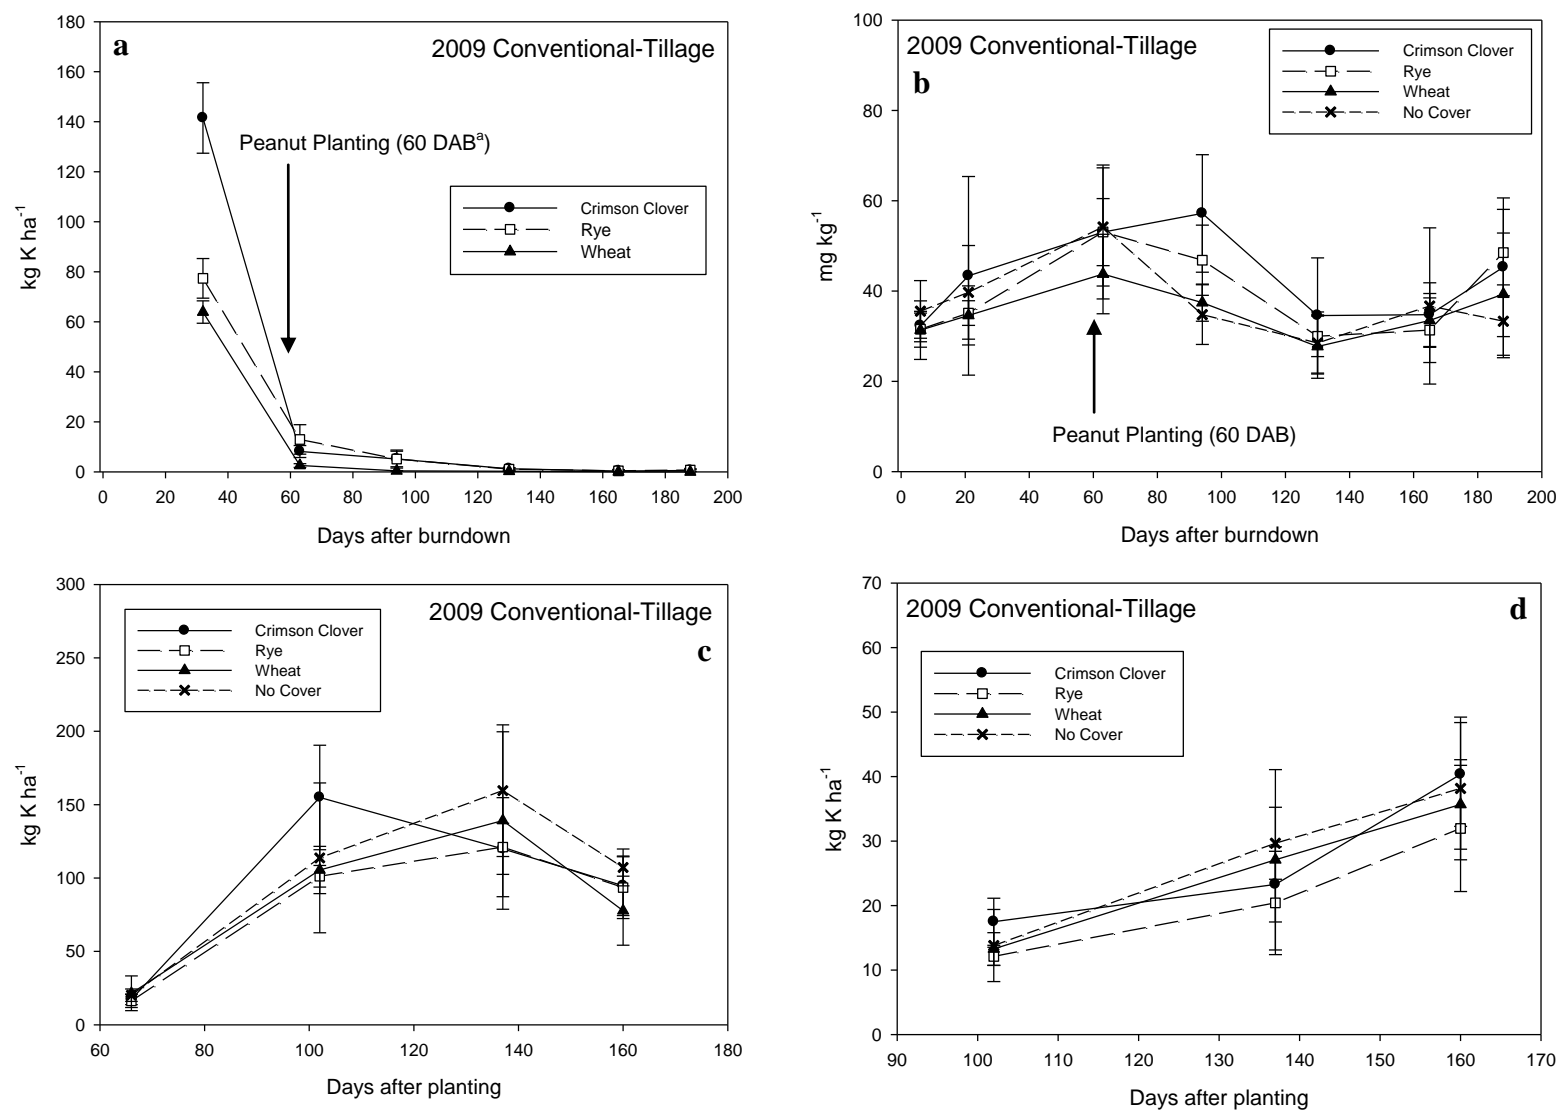 180
160
140
120
100
80
60
40
20
0
kg K ha-1
a
2009 Conventional-Tillage
Peanut Planting (60 DABa)
Crimson Clover
Rye
Wheat
0 20 40 60 80 100 120 140 160 180 200
Days after burndown
100
80
60
40
20
0
mg kg-1
2009 Conventional-Tillage
b
Crimson Clover
Rye
Wheat
No Cover
Peanut Planting (60 DAB)
0 20 40 60 80 100 120 140 160 180 200
Days after burndown
300
250
200
150
100
50
0
kg K ha-1
Crimson Clover
Rye
Wheat
No Cover
2009 Conventional-Tillage
c
60 80 100 120 140 160 180
Days after planting
70
60
50
40
30
20
10
0
kg K ha-1
2009 Conventional-Tillage
d
Crimson Clover
Rye
Wheat
No Cover
90 100 110 120 130 140 150 160 170
Days after planting